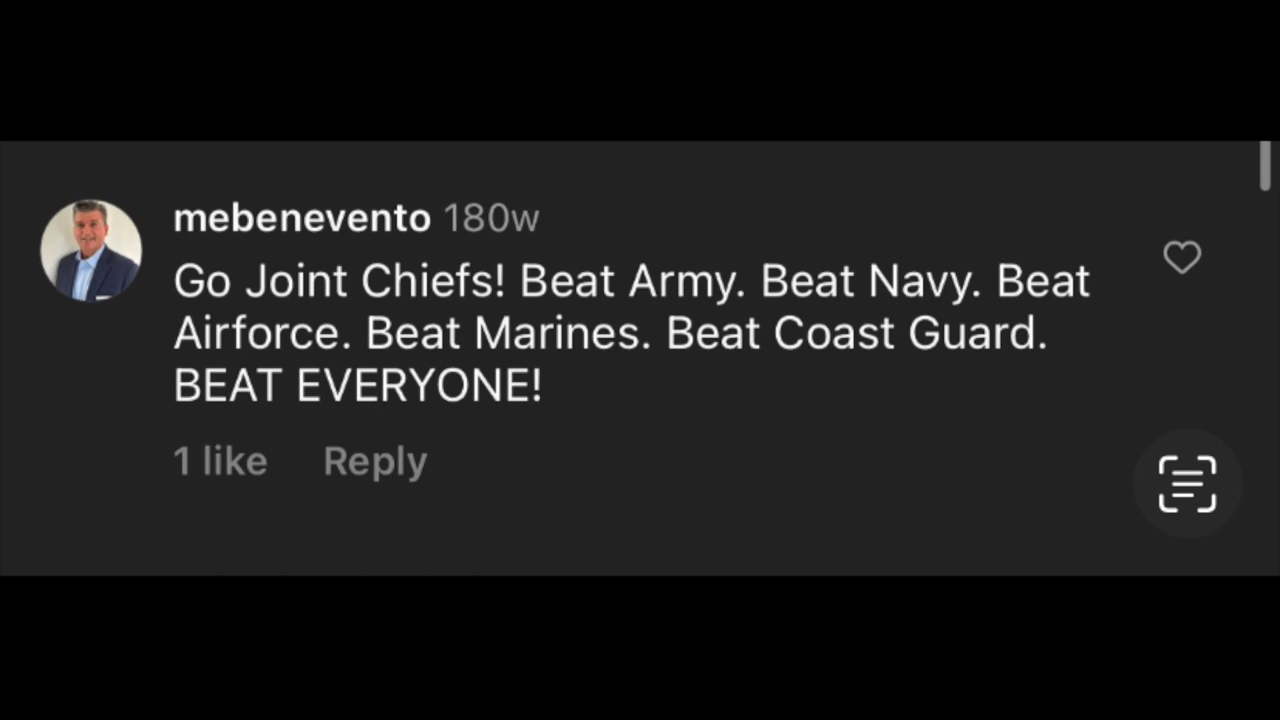 mebenevento 180w
Go Joint Chiefs! Beat Army. Beat Navy. Beat
Airforce. Beat Marines. Beat Coast Guard.
BEAT EVERYONE!
1 like Reply